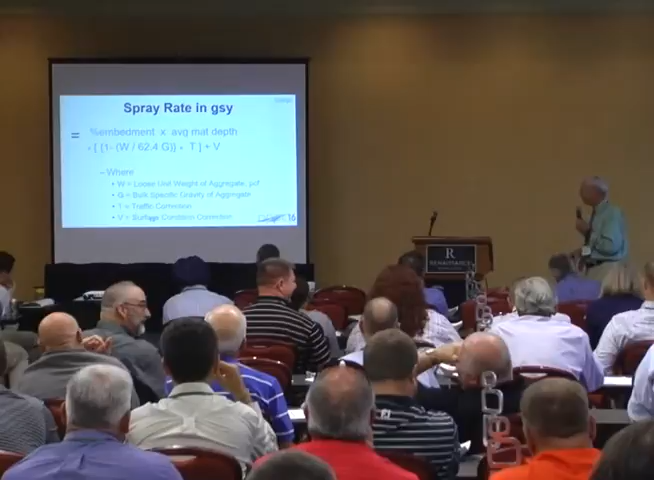 Spray Rate in gsy
= %embedment x avg mat depth
* [ [1- (W / 62.4 G)] * T ] + V
– Where
• W = Loose Unit Weight of Aggregate, pcf
• G = Bulk Specific Gravity of Aggregate
• T = Traffic Correction
• V = Surface Condition Correction
16
R
RENAISSANCE